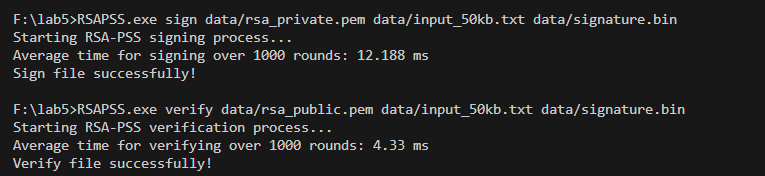 F:\lab5>RSAPSS.exe sign data/rsa_private.pem data/input_50kb.txt data/signature.bin
Starting RSA-PSS signing process...
Average time for signing over 1000 rounds: 12.188 ms
Sign file successfully!
F:\lab5>RSAPSS.exe verify data/rsa_public.pem data/input_50kb.txt data/signature.bin
Starting RSA-PSS verification process...
Average time for verifying over 1000 rounds: 4.33 ms
Verify file successfully!